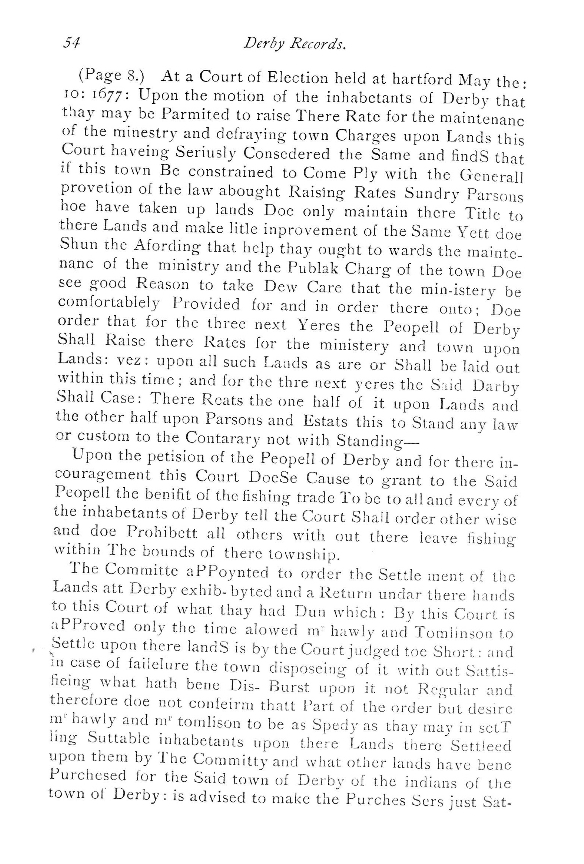 54 Derby Records.
(Page 8.) At a Court of Election held at hartford May the:
10: 1677: Upon the motion of the inhabetants of Derby that
thay may be Parmited to raise There Rate for the maintenanc
of the minestry and defraying town Charges upon Lands this
Court haveing Seriusly Consedered the Same and findS that
if this town Be constrained to Come Ply with the Generall
provetion of the law abought Raising Rates Sundry Parsons
hoe have taken up lands Doe only maintain there Title to
there Lands and make litle inprovement of the Same Yett doe
Shun the Afording that help thay ought to wards the mainte-
nanc of the ministry and the Publak Charg of the town Doe
see good Reason to take Dew Care that the min-istery be
comfortablely Provided for and in order there onto; Doe
order that for the three next Yeres the Peopell of Derby
Shall Raise there Rates for the ministery and town upon
Lands: vez: upon all such Lands as are or Shall be laid out
within this time; and for the thre next yeres the Said Darby
Shall Case: There Reats the one half of it upon Lands and
the other half upon Parsons and Estats this to Stand any law
or custom to the Contarary not with Standing—
Upon the petision of the Peopell of Derby and for there in-
couragement this Court DoeSe Cause to grant to the Said
Peopell the benifit of the fishing trade To be to all and every of
the inhabetants of Derby tell the Court Shall order other wise
and doe Prohibett all others with out there leave fishing
within The bounds of there township.
The Committe aPPoynted to order the Settle ment of the
Lands att Derby exhib-byted and a Return undar there hands
to this Court of what thay had Dun which: By this Court is
aPProved only the time alowed mr hawly and Tomlinson to
Settle upon there landS is by the Court judged toe Short: and
in case of failelure the town disposeing of it with out Sattis-
fieing what hath bene Dis- Burst upon it not Regular and
therefore doe not confeirm thatt Part of the order but desire
mr hawly and mr tomlison to be as Spedy as thay may in setT
ling Suttable inhabetants upon there Lands there Settleed
upon them by The Committy and what other lands have bene
Purchesed for the Said town of Derby of the indians of the
town of Derby: is advised to make the Purches Sers just Sat-